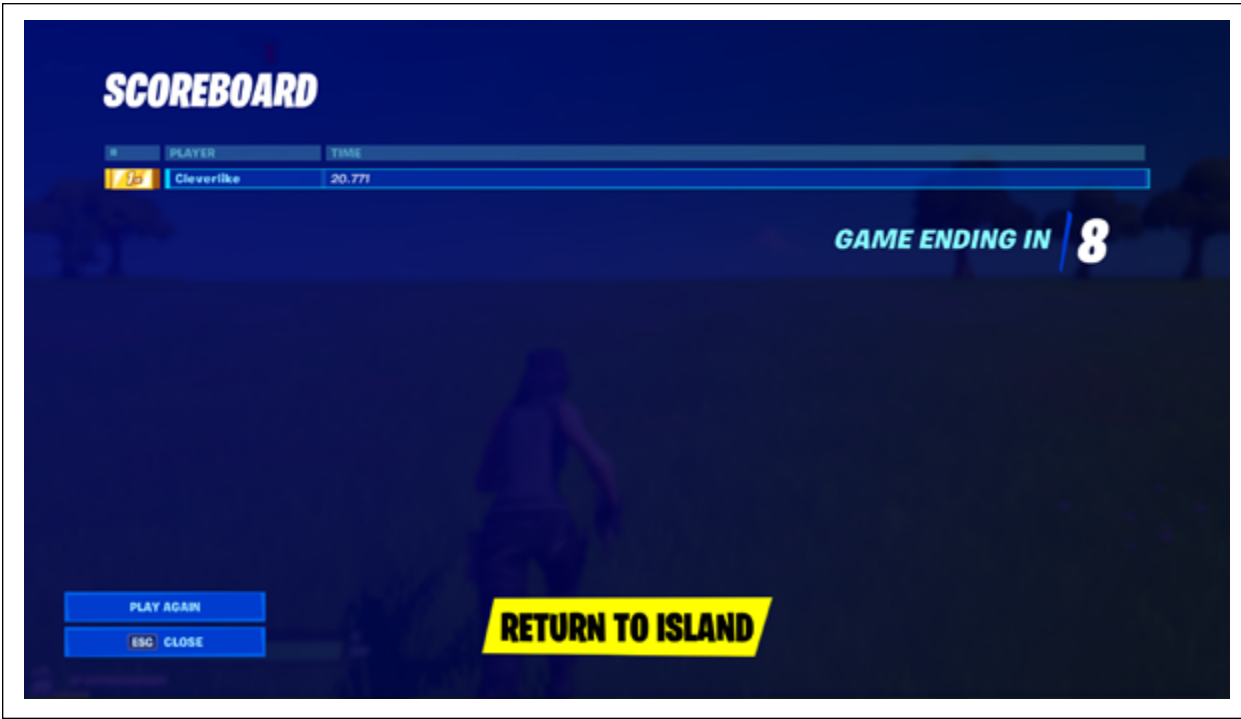 SCOREBOARD
# PLAYER TIME
Cleverlike 20.771
GAME ENDING IN 8
PLAY AGAIN
ESC CLOSE
RETURN TO ISLAND